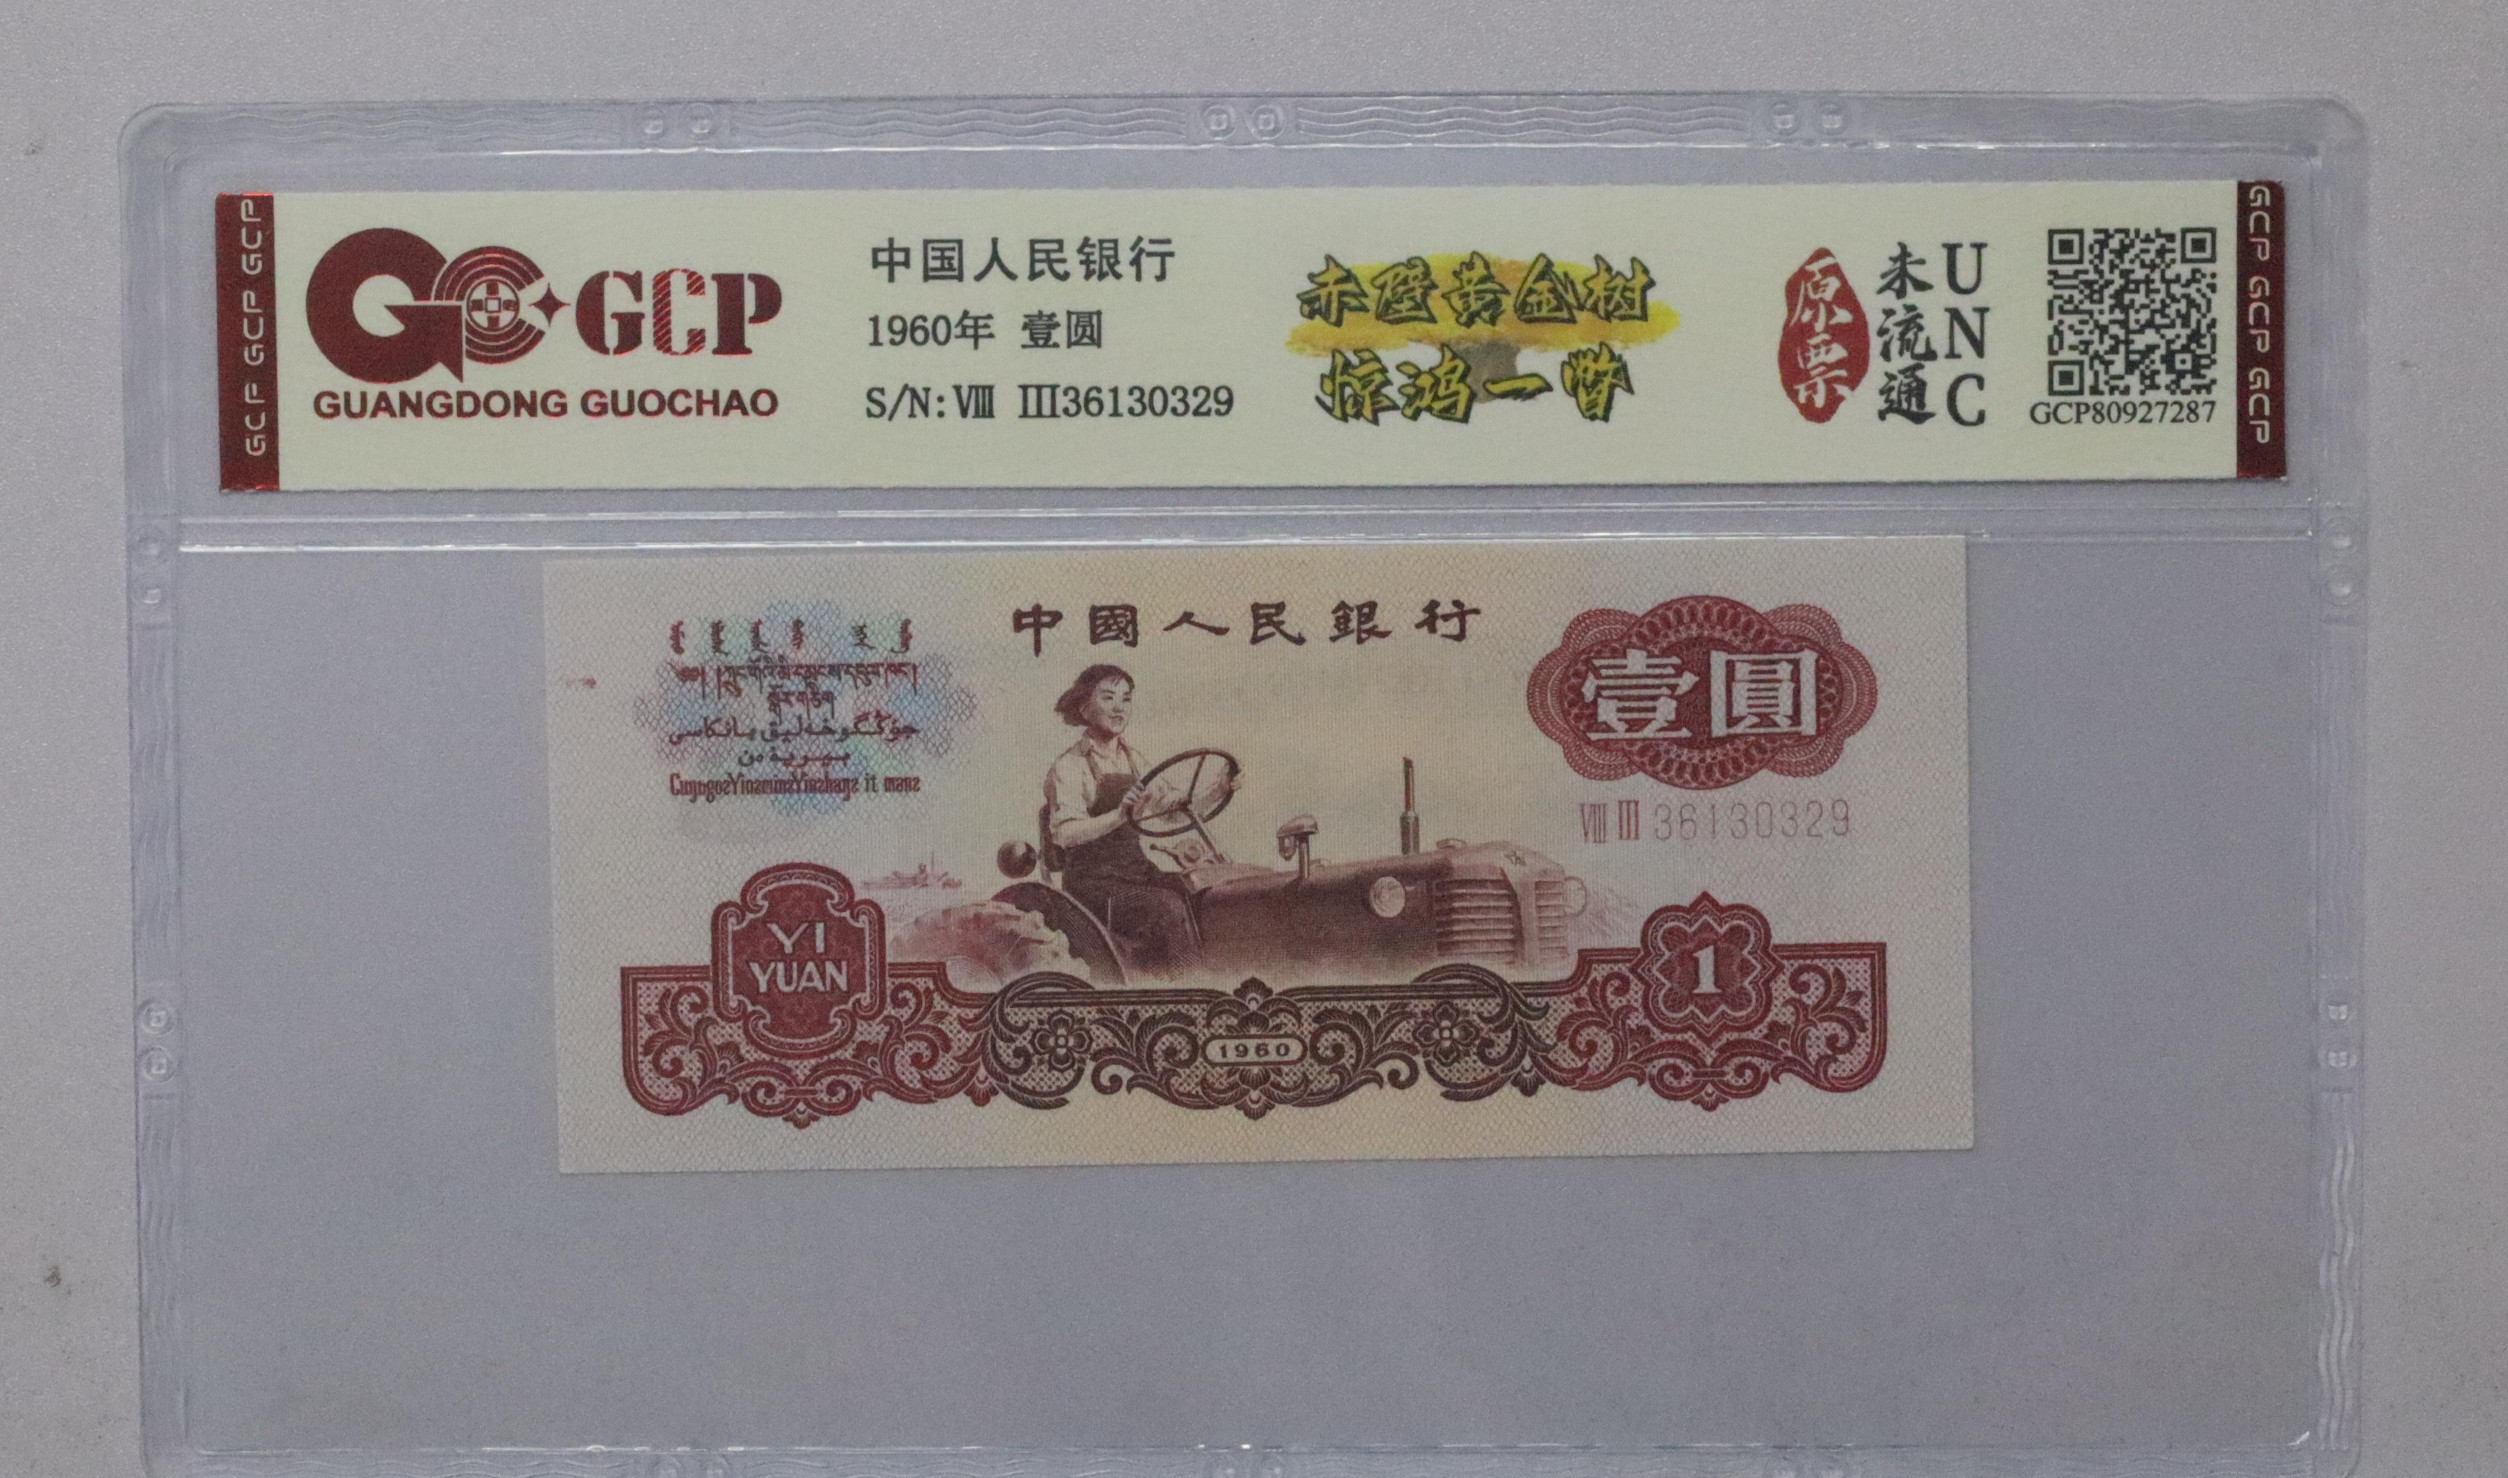 GCP GCP GCP
GCP
GUANGDONG GUOCHAO
中国人民银行
1960年 壹圆
S/N:Ⅷ Ⅲ36130329
赤壁黄金树
惊鸿一瞥
原票
未流通
UNC
GCP80927287
GCP GCP GCP
中國人民銀行
壹圓
Ⅷ Ⅲ 36130329
YI
YUAN
1
1960